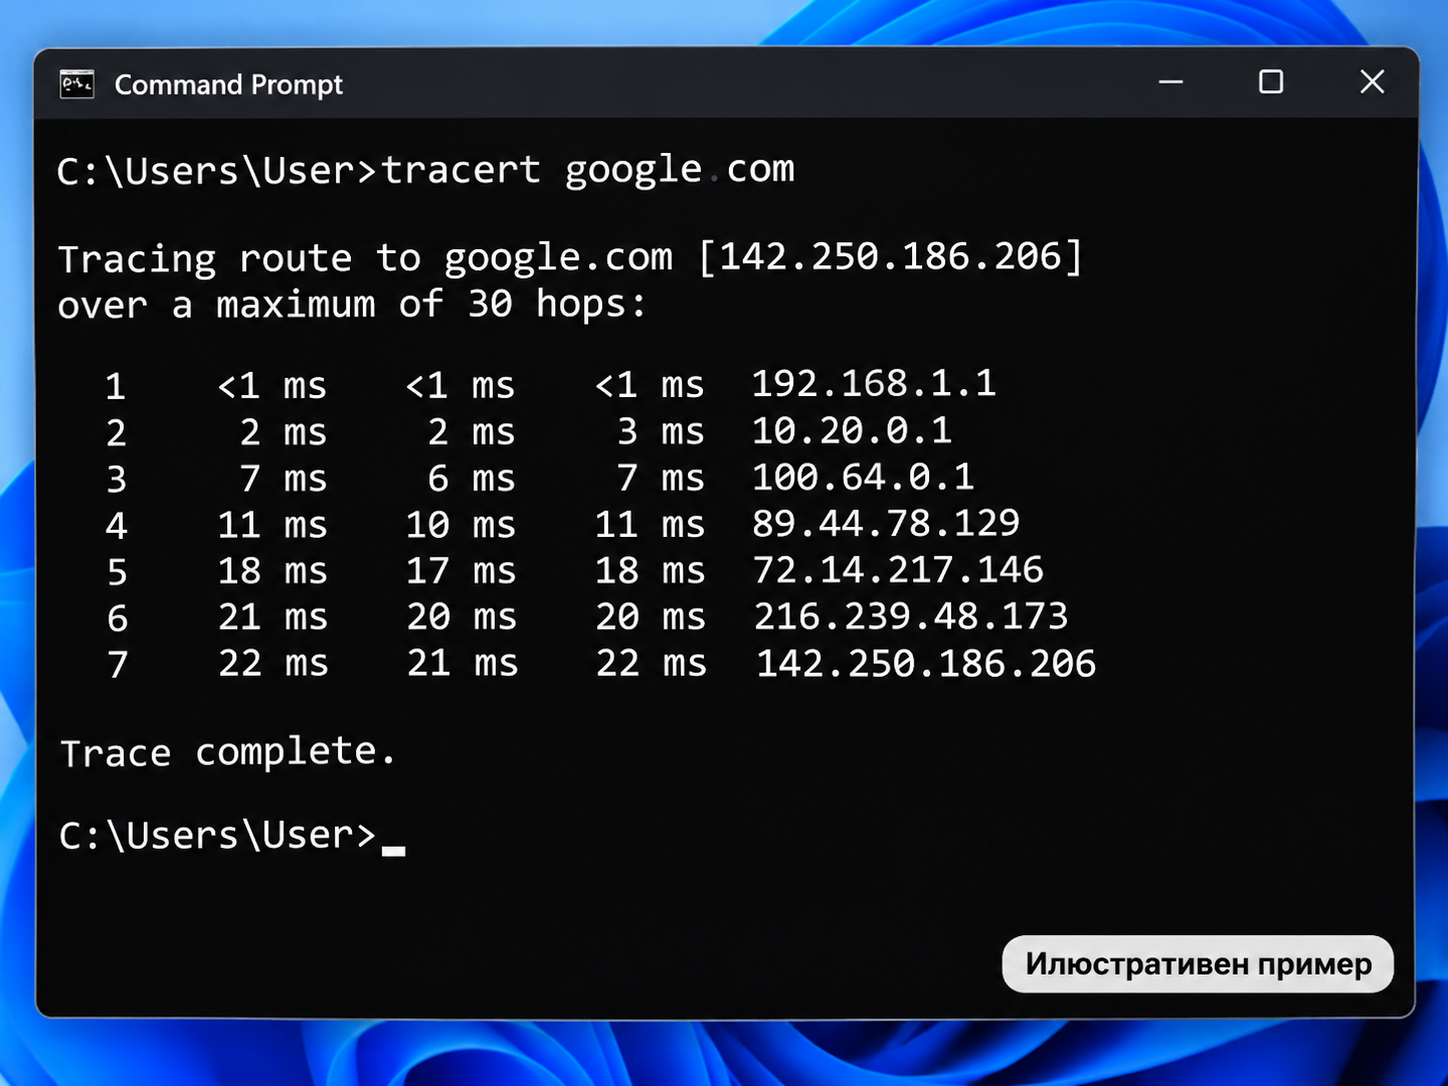 Command Prompt
C:\Users\User>tracert google.com
Tracing route to google.com [142.250.186.206]
over a maximum of 30 hops:
1 <1 ms <1 ms <1 ms 192.168.1.1
2 2 ms 2 ms 3 ms 10.20.0.1
3 7 ms 6 ms 7 ms 100.64.0.1
4 11 ms 10 ms 11 ms 89.44.78.129
5 18 ms 17 ms 18 ms 72.14.217.146
6 21 ms 20 ms 20 ms 216.239.48.173
7 22 ms 21 ms 22 ms 142.250.186.206
Trace complete.
C:\Users\User>_
Илюстративен пример